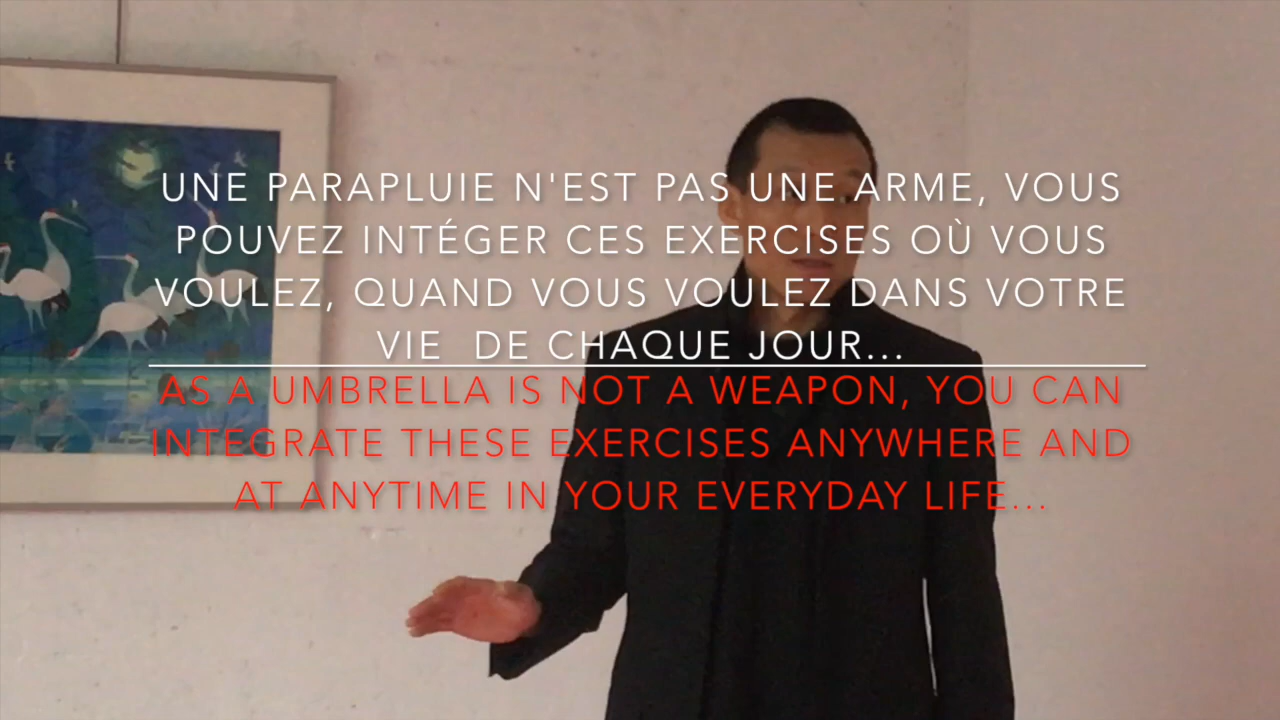 UNE PARAPLUIE N'EST PAS UNE ARME, VOUS
POUVEZ INTÉGER CES EXERCISES OÙ VOUS
VOULEZ, QUAND VOUS VOULEZ DANS VOTRE
VIE DE CHAQUE JOUR...
AS A UMBRELLA IS NOT A WEAPON, YOU CAN
INTEGRATE THESE EXERCISES ANYWHERE AND
AT ANYTIME IN YOUR EVERYDAY LIFE...